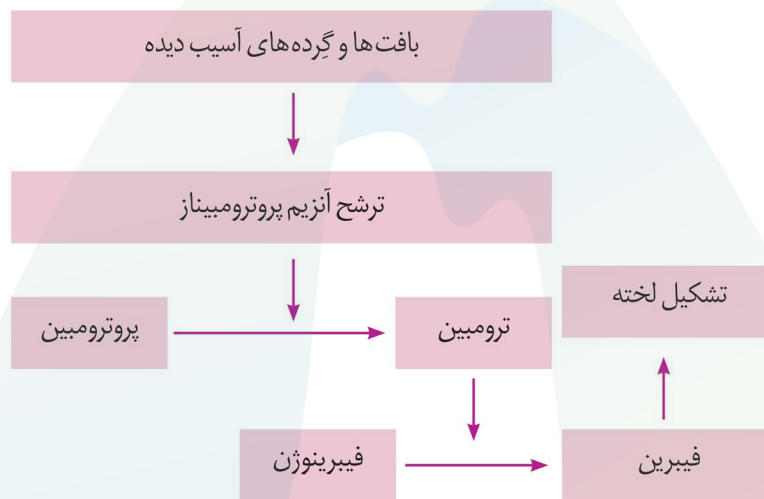 بافت‌ها و گِرده‌های آسیب دیده
ترشح آنزیم پروترومبیناز
تشکیل لخته
ترومبین
پروترومبین
فیبرین
فیبرینوژن